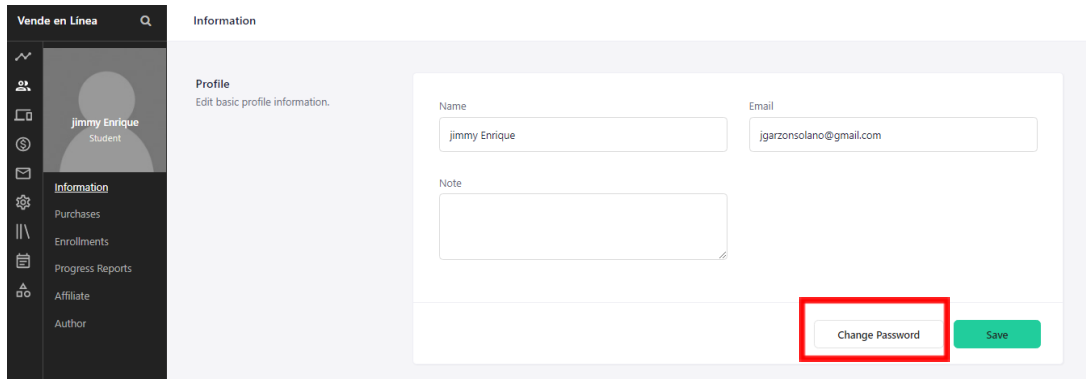 Vende en Línea
Information
jimmy Enrique
Student
Information
Purchases
Enrollments
Progress Reports
Affiliate
Author
Profile
Edit basic profile information.
Name
Email
jimmy Enrique
jgarzonsolano@gmail.com
Note
Change Password
Save